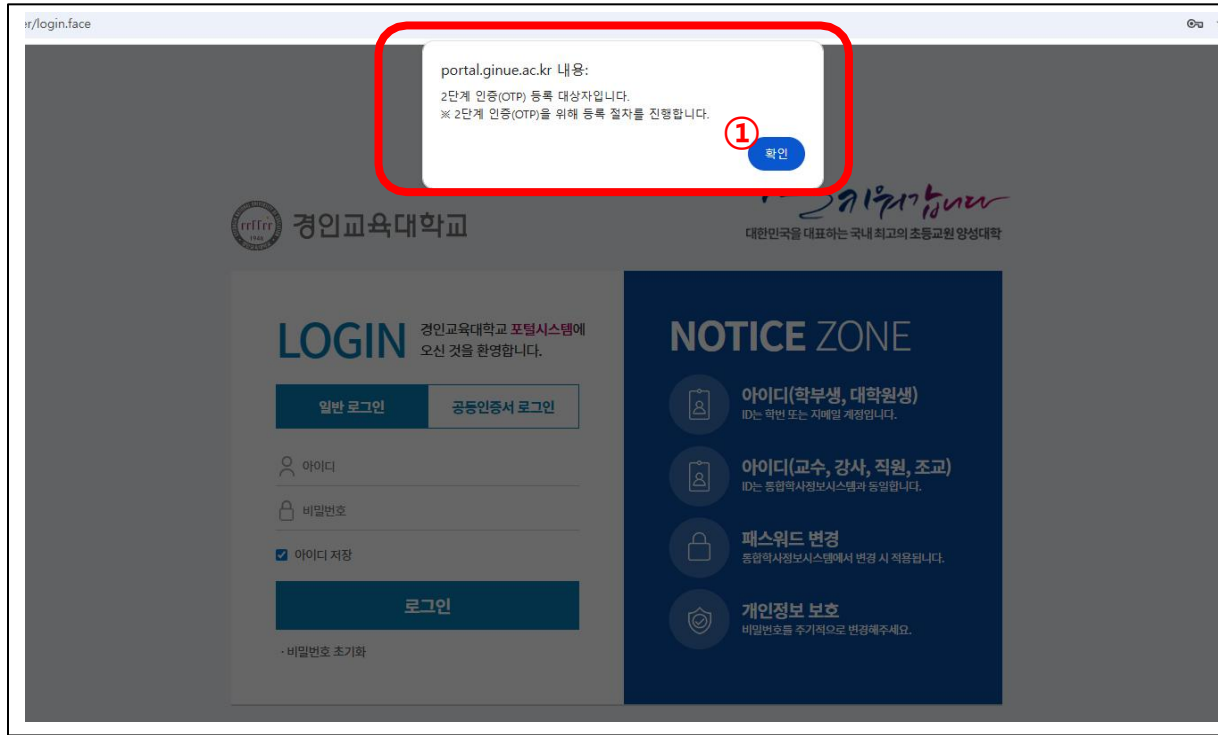 er/login.face
portal.ginue.ac.kr 내용:
2단계 인증(OTP) 등록 대상자입니다.
※ 2단계 인증(OTP)을 위해 등록 절차를 진행합니다.
①
확인
경인교육대학교
대한민국을 대표하는 국내 최고의 초등교원 양성대학
LOGIN
경인교육대학교 포털시스템에
오신 것을 환영합니다.
일반 로그인
공동인증서 로그인
아이디
비밀번호
아이디 저장
로그인
· 비밀번호 초기화
NOTICE ZONE
아이디(학부생, 대학원생)
ID는 학번 또는 지메일 계정입니다.
아이디(교수, 강사, 직원, 조교)
ID는 통합학사정보시스템과 동일합니다.
패스워드 변경
통합학사정보시스템에서 변경 시 적용됩니다.
개인정보 보호
비밀번호를 주기적으로 변경해주세요.